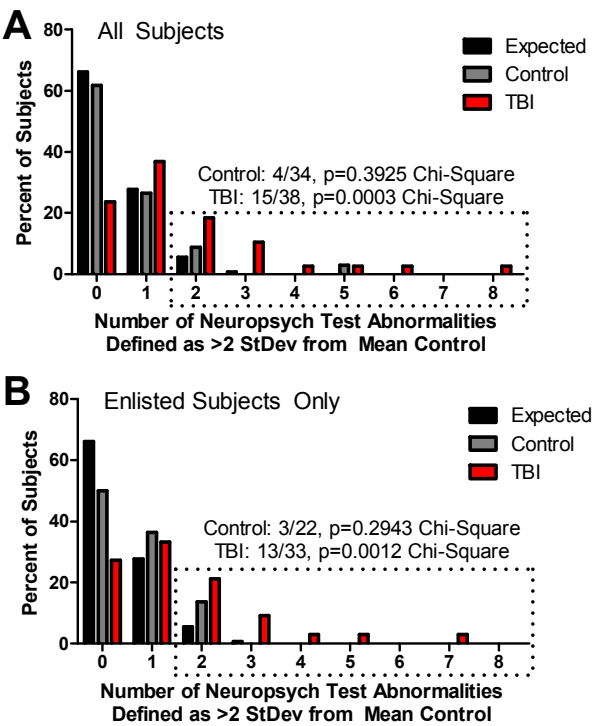 A
All Subjects
Expected
Control
TBI
Percent of Subjects
80
60
40
20
0
Control: 4/34, p=0.3925 Chi-Square
TBI: 15/38, p=0.0003 Chi-Square
0 1 2 3 4 5 6 7 8
Number of Neuropsych Test Abnormalities
Defined as >2 StDev from Mean Control
B
Enlisted Subjects Only
Expected
Control
TBI
Percent of Subjects
80
60
40
20
0
Control: 3/22, p=0.2943 Chi-Square
TBI: 13/33, p=0.0012 Chi-Square
0 1 2 3 4 5 6 7 8
Number of Neuropsych Test Abnormalities
Defined as >2 StDev from Mean Control